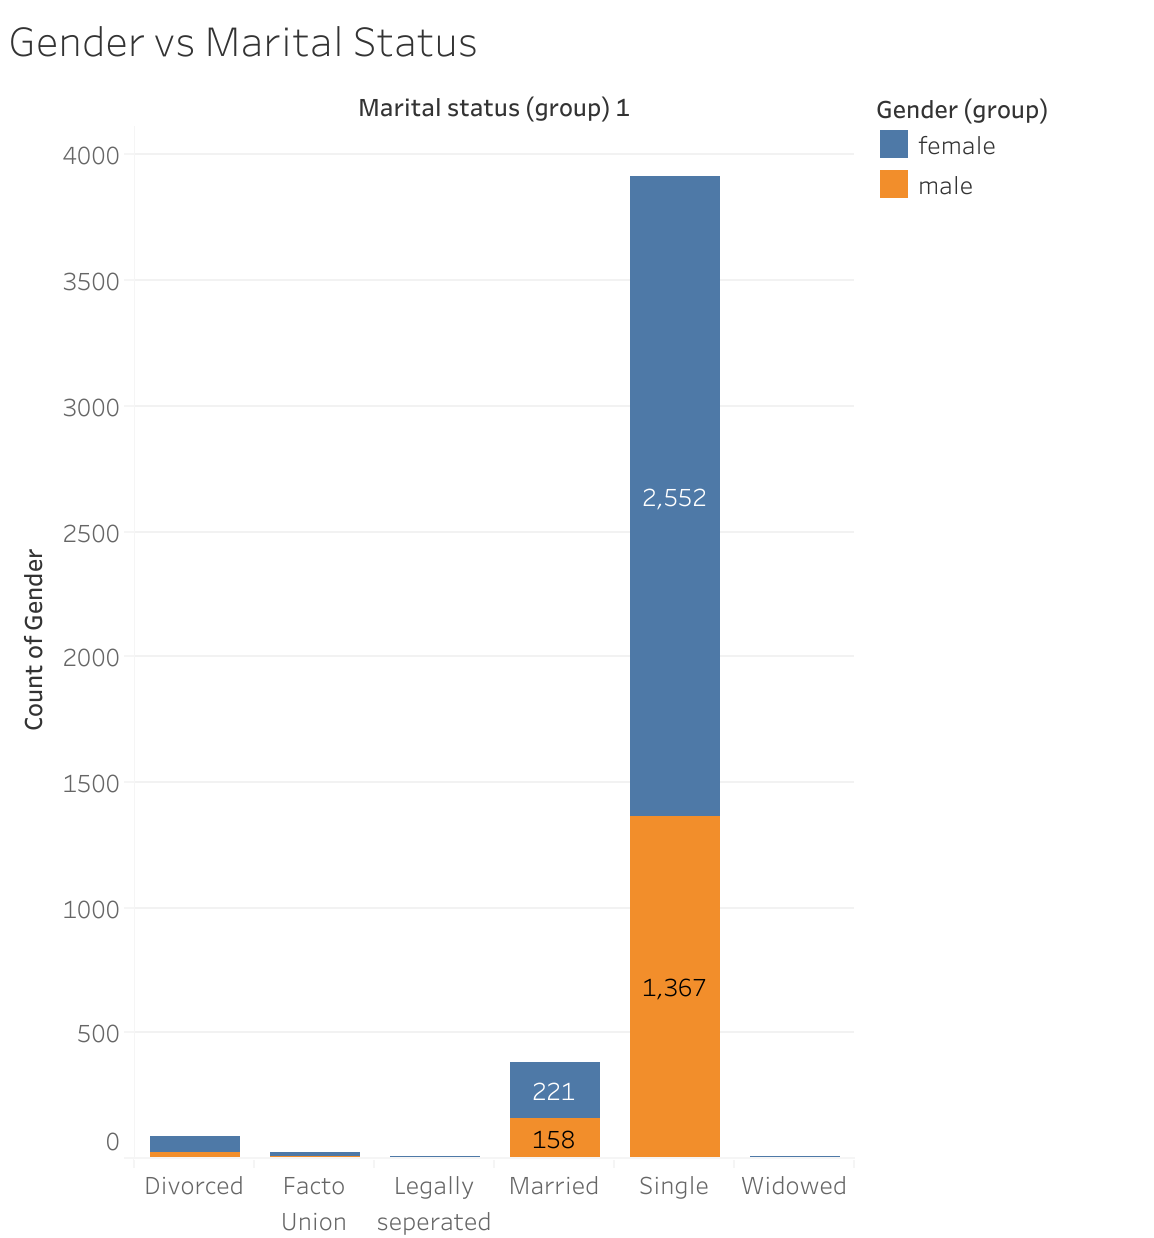 Gender vs Marital Status
Marital status (group) 1
Gender (group)
female
male
Count of Gender
4000
3500
3000
2500
2000
1500
1000
500
0
2,552
1,367
221
158
Divorced
Facto
Union
Legally
seperated
Married
Single
Widowed